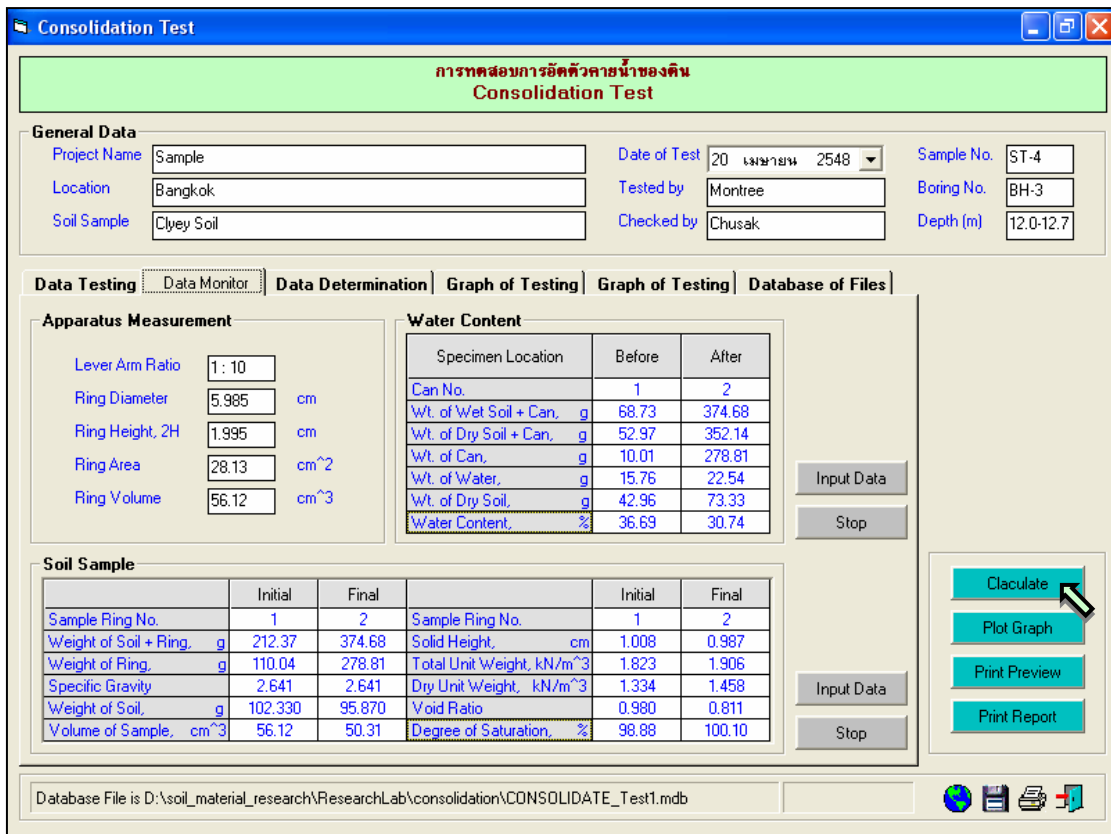 Consolidation Test
การทดสอบการอัดตัวคายน้ำของดิน
Consolidation Test
General Data
Project Name Sample Date of Test 20 เมษายน 2548 Sample No. ST-4
Location Bangkok Tested by Montree Boring No. BH-3
Soil Sample Clyey Soil Checked by Chusak Depth (m) 12.0-12.7
Data Testing Data Monitor Data Determination Graph of Testing Graph of Testing Database of Files
Apparatus Measurement
Lever Arm Ratio 1 : 10
Ring Diameter 5.985 cm
Ring Height, 2H 1.995 cm
Ring Area 28.13 cm^2
Ring Volume 56.12 cm^3
Water Content
Specimen Location Before After
Can No. 1 2
Wt. of Wet Soil + Can, g 68.73 374.68
Wt. of Dry Soil + Can, g 52.97 352.14
Wt. of Can, g 10.01 278.81
Wt. of Water, g 15.76 22.54
Wt. of Dry Soil, g 42.96 73.33
Water Content, % 36.69 30.74
Input Data
Stop
Soil Sample
Initial Final Initial Final
Sample Ring No. 1 2 Sample Ring No. 1 2
Weight of Soil + Ring, g 212.37 374.68 Solid Height, cm 1.008 0.987
Weight of Ring, g 110.04 278.81 Total Unit Weight, kN/m^3 1.823 1.906
Specific Gravity 2.641 2.641 Dry Unit Weight, kN/m^3 1.334 1.458
Weight of Soil, g 102.330 95.870 Void Ratio 0.980 0.811
Volume of Sample, cm^3 56.12 50.31 Degree of Saturation, % 98.88 100.10
Input Data
Stop
Claculate
Plot Graph
Print Preview
Print Report
Database File is D:\soil_material_research\ResearchLab\consolidation\CONSOLIDATE_Test1.mdb